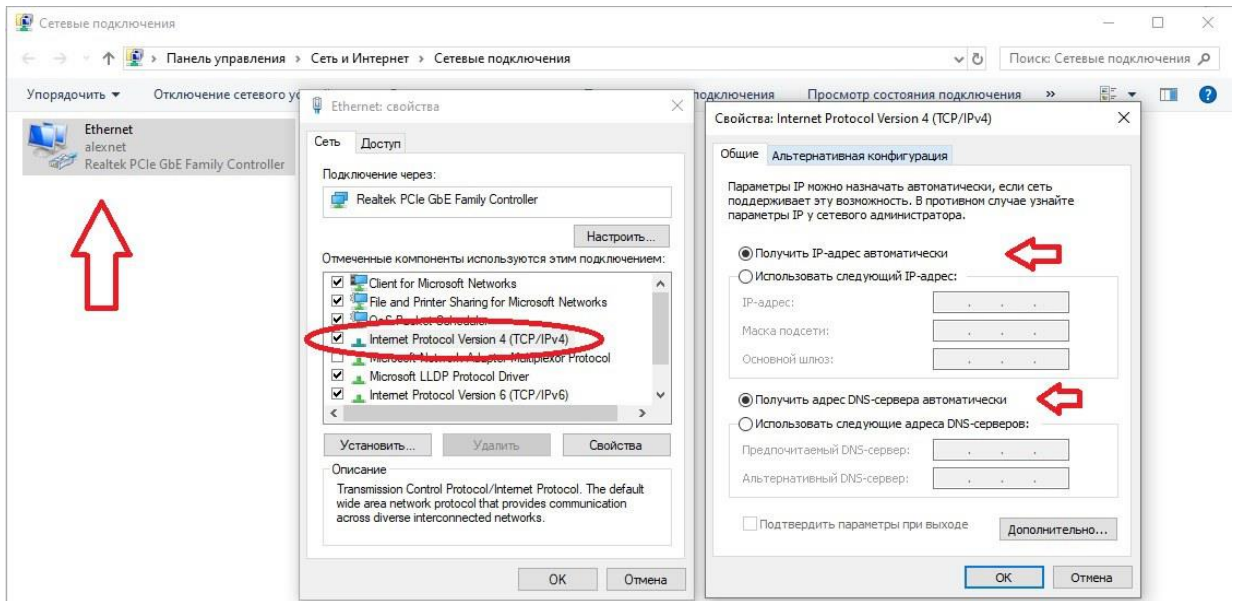 Сетевые подключения
Панель управления › Сеть и Интернет › Сетевые подключения
Поиск: Сетевые подключения
Упорядочить
Отключение сетевого
подключения
Просмотр состояния подключения
»
Ethernet
alexnet
Realtek PCIe GbE Family Controller
Ethernet: свойства
Сеть
Доступ
Подключение через:
Realtek PCIe GbE Family Controller
Настроить...
Отмеченные компоненты используются этим подключением:
Client for Microsoft Networks
File and Printer Sharing for Microsoft Networks
QoS Packet Scheduler
Internet Protocol Version 4 (TCP/IPv4)
Microsoft Network Adapter Multiplexor Protocol
Microsoft LLDP Protocol Driver
Internet Protocol Version 6 (TCP/IPv6)
Установить...
Удалить
Свойства
Описание
Transmission Control Protocol/Internet Protocol. The default
wide area network protocol that provides communication
across diverse interconnected networks.
OK
Отмена
Свойства: Internet Protocol Version 4 (TCP/IPv4)
Общие
Альтернативная конфигурация
Параметры IP можно назначать автоматически, если сеть
поддерживает эту возможность. В противном случае узнайте
параметры IP у сетевого администратора.
Получить IP-адрес автоматически
Использовать следующий IP-адрес:
IP-адрес:
Маска подсети:
Основной шлюз:
Получить адрес DNS-сервера автоматически
Использовать следующие адреса DNS-серверов:
Предпочитаемый DNS-сервер:
Альтернативный DNS-сервер:
Подтвердить параметры при выходе
Дополнительно...
OK
Отмена